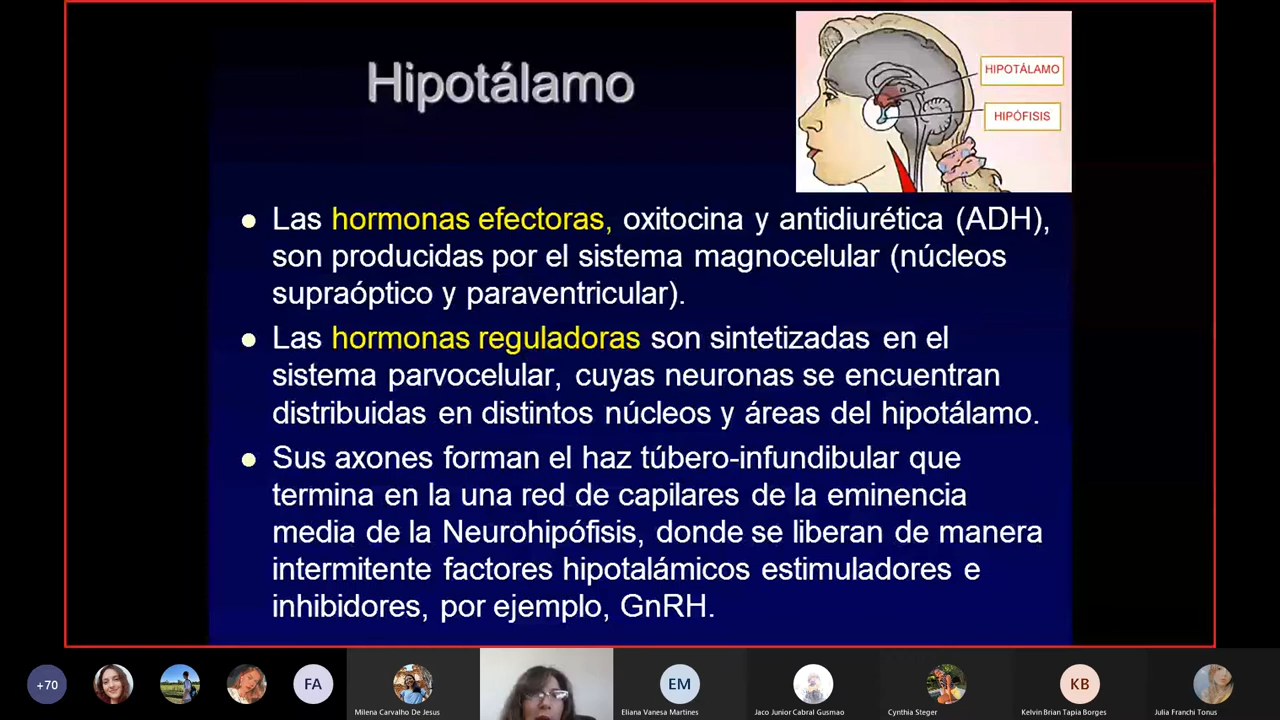 Hipotálamo
HIPOTÁLAMO
HIPÓFISIS
Las hormonas efectoras, oxitocina y antidiurética (ADH),
son producidas por el sistema magnocelular (núcleos
supraóptico y paraventricular).
Las hormonas reguladoras son sintetizadas en el
sistema parvocelular, cuyas neuronas se encuentran
distribuidas en distintos núcleos y áreas del hipotálamo.
Sus axones forman el haz túbero-infundibular que
termina en la una red de capilares de la eminencia
media de la Neurohipófisis, donde se liberan de manera
intermitente factores hipotalámicos estimuladores e
inhibidores, por ejemplo, GnRH.
+70
FA
Milena Carvalho De Jesus
EM
Eliana Vanesa Martines
Jaco Junior Cabral Gusmao
Cynthia Steger
KB
Kelvin Brian Tapia Borges
Julia Franchi Tonus